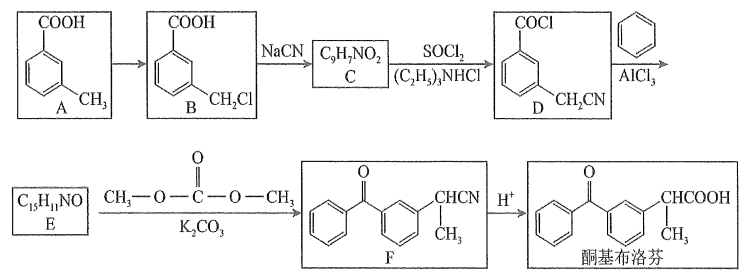 COOH
CH₃
A
COOH
CH₂Cl
B
NaCN
C₉H₇NO₂
C
SOCl₂
(C₂H₅)₃NHCl
COCl
CH₂CN
D
AlCl₃
C₁₅H₁₁NO
E
O
CH₃—O—C—O—CH₃
K₂CO₃
O
CHCN
CH₃
F
H⁺
O
CHCOOH
CH₃
酮基布洛芬